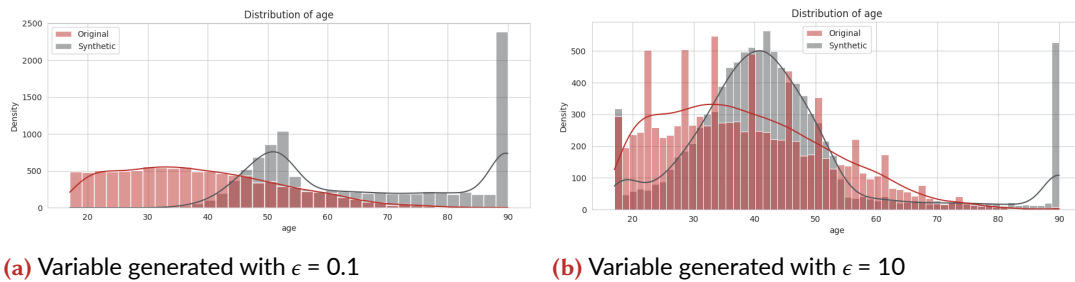 Distribution of age
2500
2000
1500
1000
500
0
Density
Original
Synthetic
20 30 40 50 60 70 80 90
age
(a) Variable generated with ϵ = 0.1
Distribution of age
500
400
300
200
100
0
Density
Original
Synthetic
20 30 40 50 60 70 80 90
age
(b) Variable generated with ϵ = 10